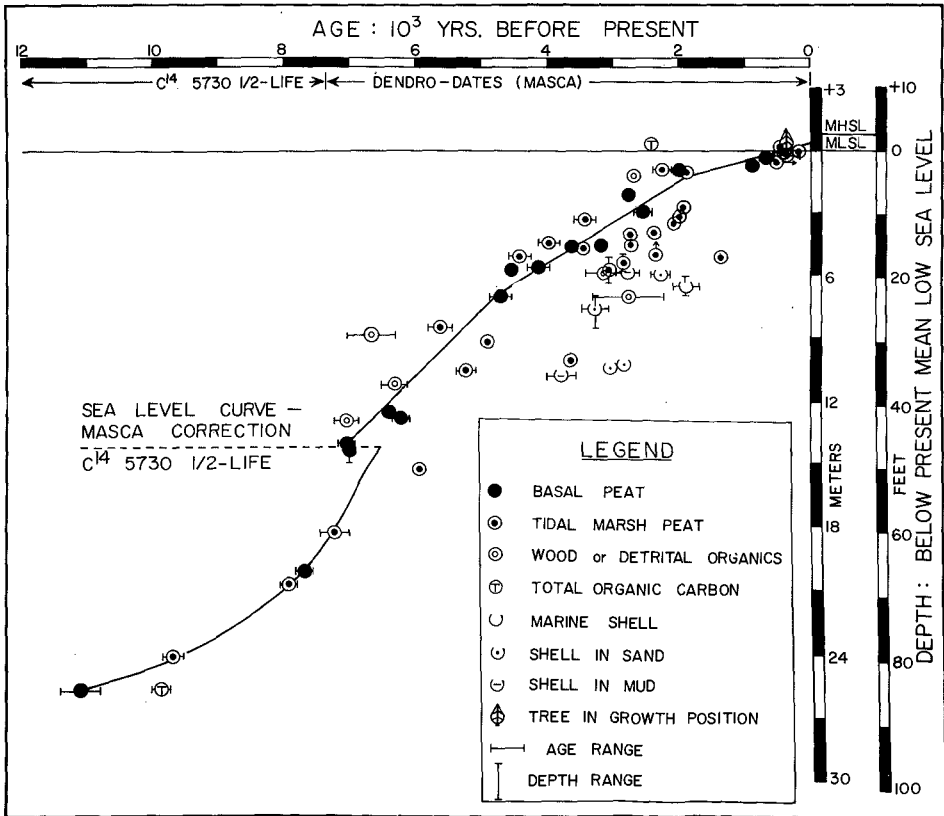 AGE : 10³ YRS. BEFORE PRESENT
12 10 8 6 4 2 0
C¹⁴ 5730 1/2-LIFE DENDRO-DATES (MASCA)
+3 +10
MHSL
MLSL
0
6 20
12 40
18 60
24 80
30 100
METERS
FEET
DEPTH: BELOW PRESENT MEAN LOW SEA LEVEL
SEA LEVEL CURVE –
MASCA CORRECTION
C¹⁴ 5730 1/2-LIFE
LEGEND
BASAL PEAT
TIDAL MARSH PEAT
WOOD or DETRITAL ORGANICS
TOTAL ORGANIC CARBON
MARINE SHELL
SHELL IN SAND
SHELL IN MUD
TREE IN GROWTH POSITION
AGE RANGE
DEPTH RANGE